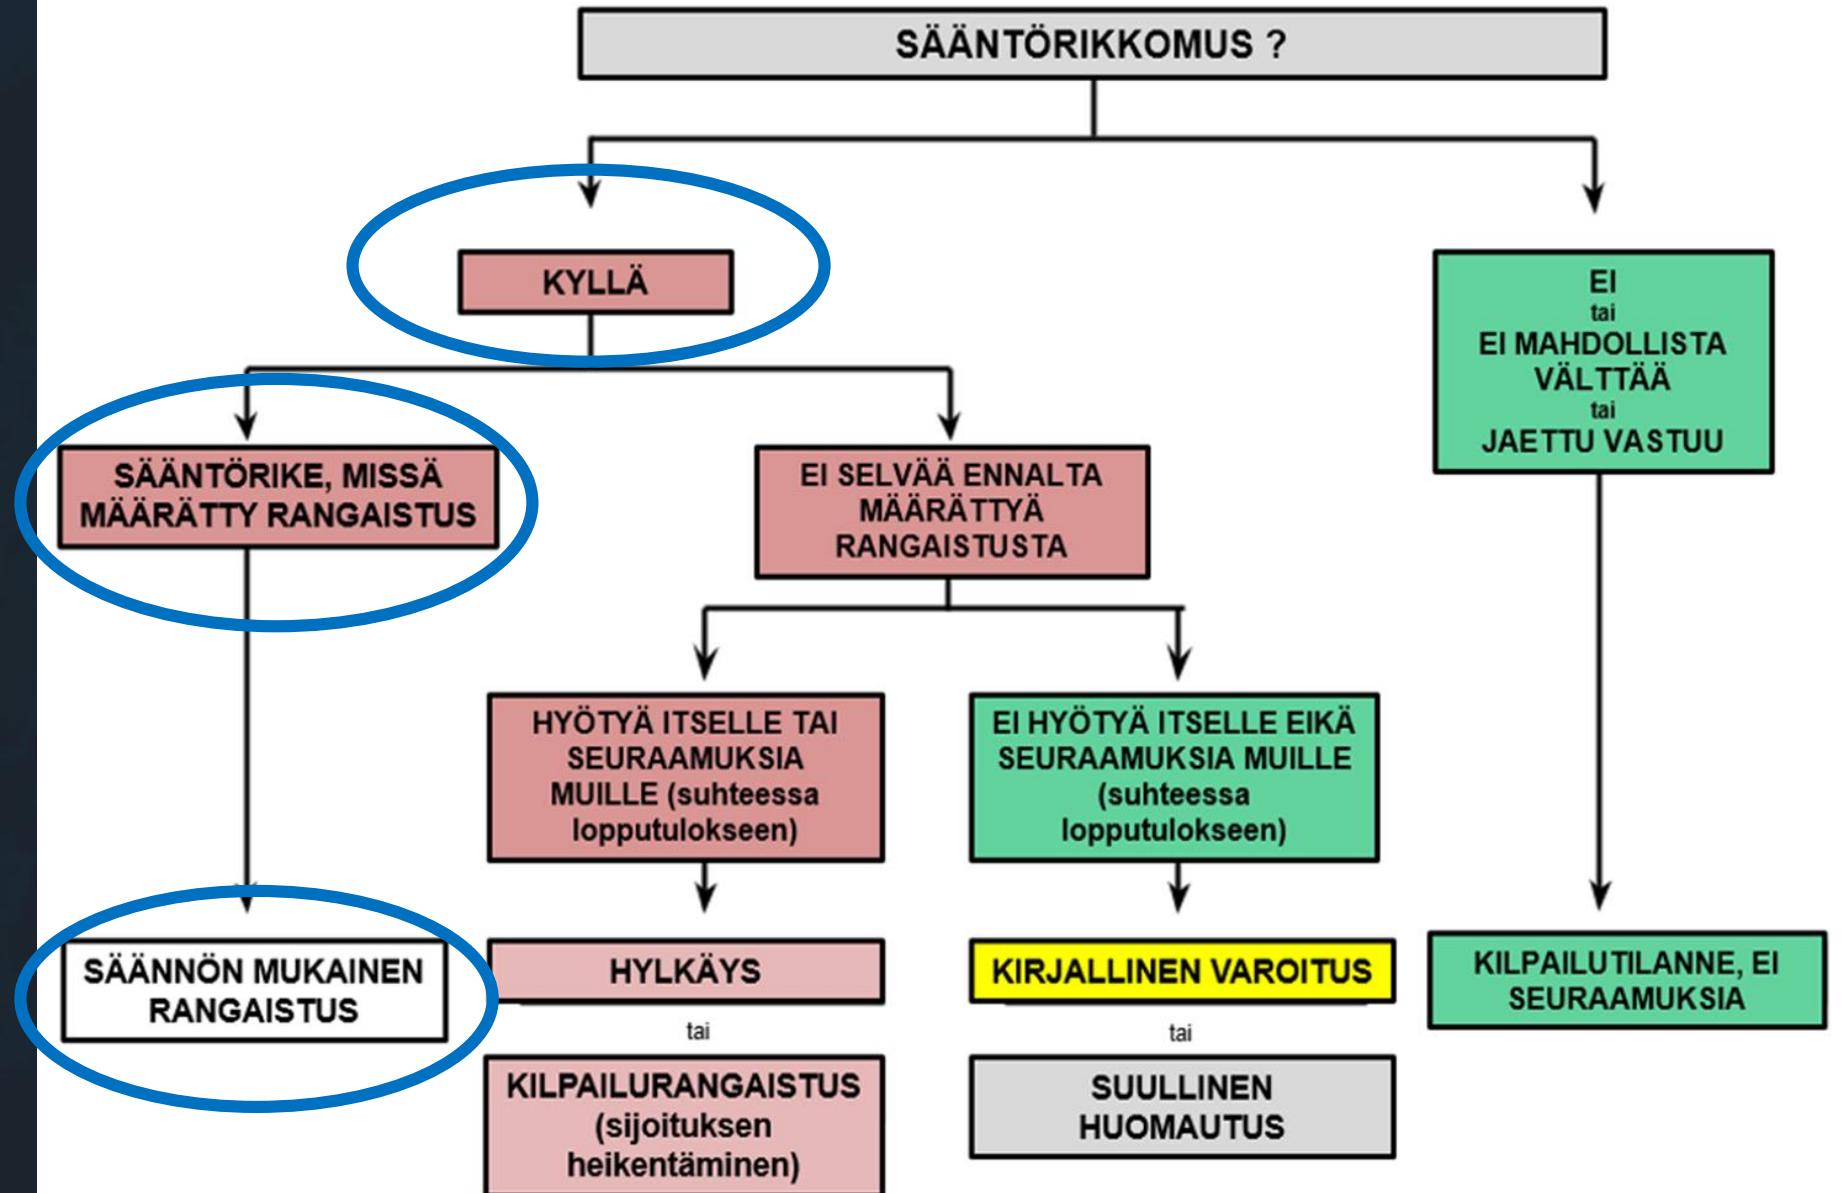 SÄÄNTÖRIKKOMUS ?
KYLLÄ
EI
tai
EI MAHDOLLISTA
VÄLTTÄÄ
tai
JAETTU VASTUU
SÄÄNTÖRIKE, MISSÄ
MÄÄRÄTTY RANGAISTUS
EI SELVÄÄ ENNALTA
MÄÄRÄTTYÄ
RANGAISTUSTA
HYÖTYÄ ITSELLE TAI
SEURAAMUKSIA
MUILLE (suhteessa
lopputulokseen)
EI HYÖTYÄ ITSELLE EIKÄ
SEURAAMUKSIA MUILLE
(suhteessa
lopputulokseen)
SÄÄNNÖN MUKAINEN
RANGAISTUS
HYLKÄYS
tai
KILPAILURANGAISTUS
(sijoituksen
heikentäminen)
KIRJALLINEN VAROITUS
tai
SUULLINEN
HUOMAUTUS
KILPAILUTILANNE, EI
SEURAAMUKSIA